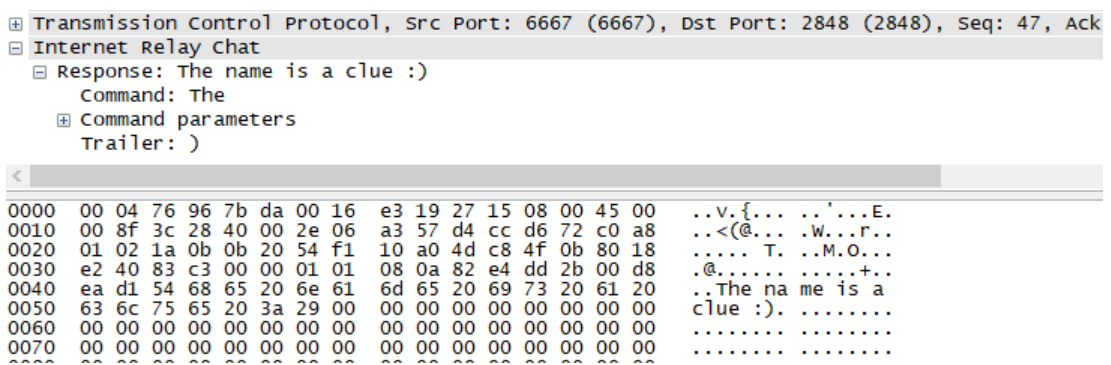 Transmission Control Protocol, Src Port: 6667 (6667), Dst Port: 2848 (2848), Seq: 47, Ack
Internet Relay Chat
Response: The name is a clue :)
Command: The
Command parameters
Trailer: )
0000 00 04 76 96 7b da 00 16 e3 19 27 15 08 00 45 00 ..v.{... ..'...E.
0010 00 8f 3c 28 40 00 2e 06 a3 57 d4 cc d6 72 c0 a8 ..<(@... .W...r..
0020 01 02 1a 0b 0b 20 54 f1 10 a0 4d c8 4f 0b 80 18 ..... T. ..M.O...
0030 e2 40 83 c3 00 00 01 01 08 0a 82 e4 dd 2b 00 d8 .@...... .....+..
0040 ea d1 54 68 65 20 6e 61 6d 65 20 69 73 20 61 20 ..The na me is a
0050 63 6c 75 65 20 3a 29 00 00 00 00 00 00 00 00 00 clue :). ........
0060 00 00 00 00 00 00 00 00 00 00 00 00 00 00 00 00 ........ ........
0070 00 00 00 00 00 00 00 00 00 00 00 00 00 00 00 00 ........ ........